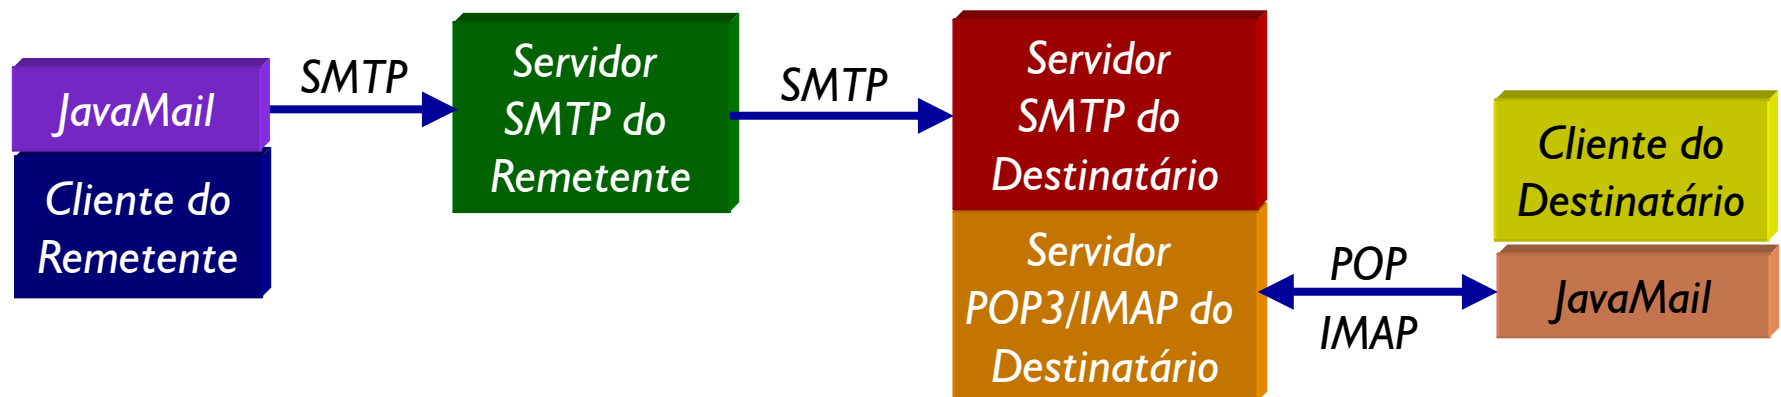 JavaMail
Cliente do
Remetente
SMTP
Servidor
SMTP do
Remetente
SMTP
Servidor
SMTP do
Destinatário
Servidor
POP3/IMAP do
Destinatário
POP
IMAP
Cliente do
Destinatário
JavaMail